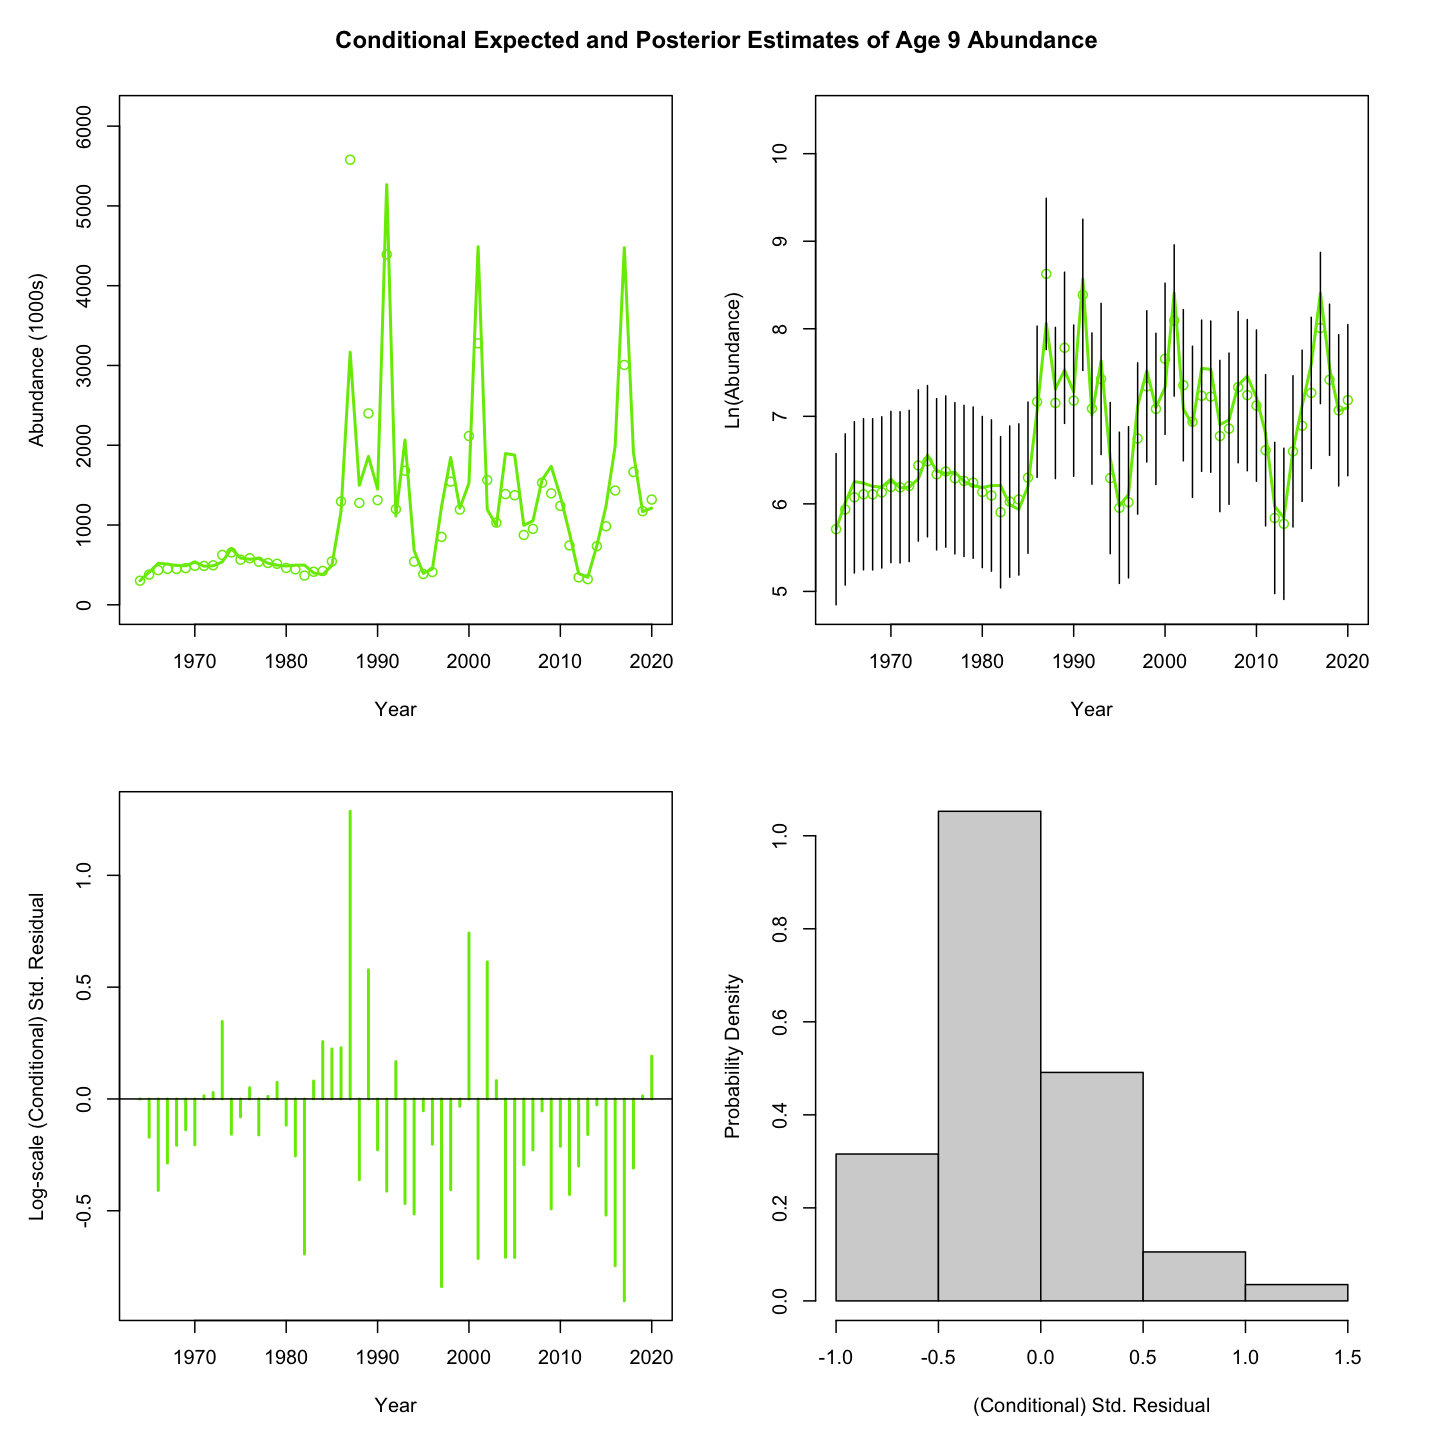 Conditional Expected and Posterior Estimates of Age 9 Abundance
Abundance (1000s)
0 1000 2000 3000 4000 5000 6000
1970 1980 1990 2000 2010 2020
Year
Ln(Abundance)
5 6 7 8 9 10
1970 1980 1990 2000 2010 2020
Year
Log-scale (Conditional) Std. Residual
-0.5 0.0 0.5 1.0
1970 1980 1990 2000 2010 2020
Year
Probability Density
0.0 0.2 0.4 0.6 0.8 1.0
-1.0 -0.5 0.0 0.5 1.0 1.5
(Conditional) Std. Residual